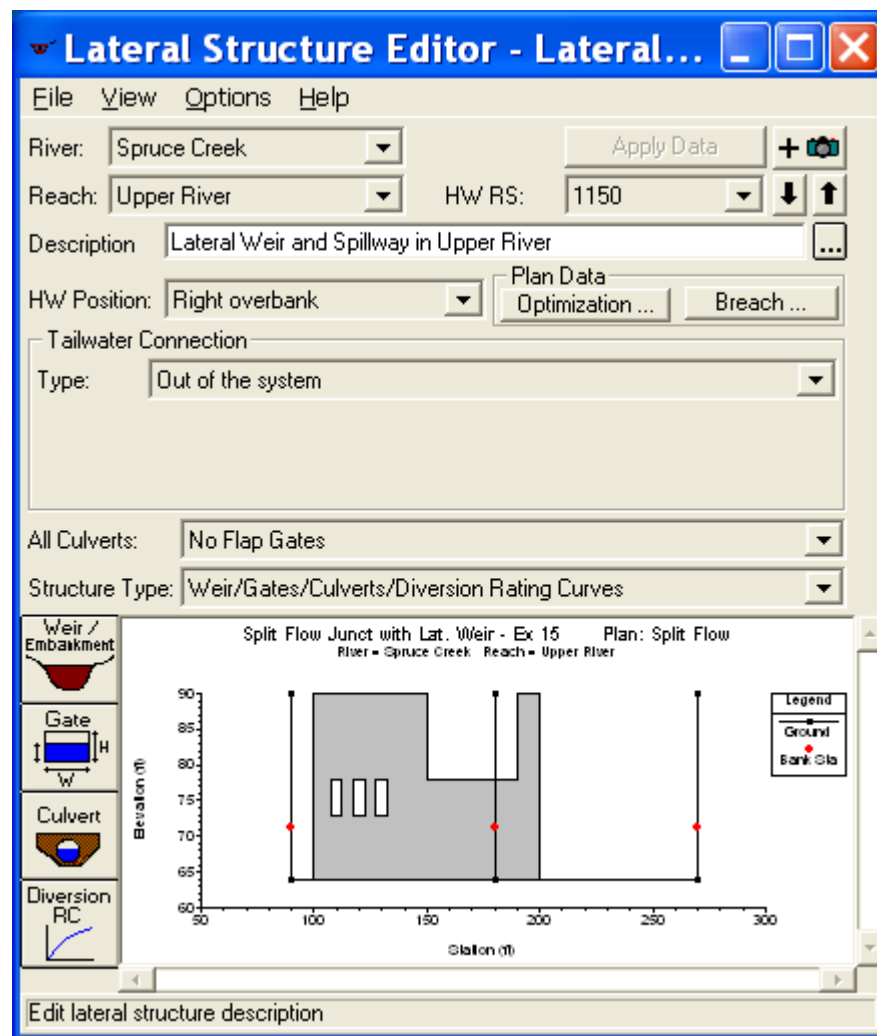 Lateral Structure Editor - Lateral...
File View Options Help
River: Spruce Creek Apply Data +
Reach: Upper River HW RS: 1150
Description Lateral Weir and Spillway in Upper River ...
Plan Data
HW Position: Right overbank Optimization ... Breach ...
Tailwater Connection
Type: Out of the system
All Culverts: No Flap Gates
Structure Type: Weir/Gates/Culverts/Diversion Rating Curves
Weir /
Embankment
Gate
H
W
Culvert
Diversion
RC
Split Flow Junct with Lat. Weir - Ex 15 Plan: Split Flow
River = Spruce Creek Reach = Upper River
90
85
80
75
70
65
60
Elevation (ft)
50 100 150 200 250 300
Station (ft)
Legend
Ground
Bank Sta
Edit lateral structure description